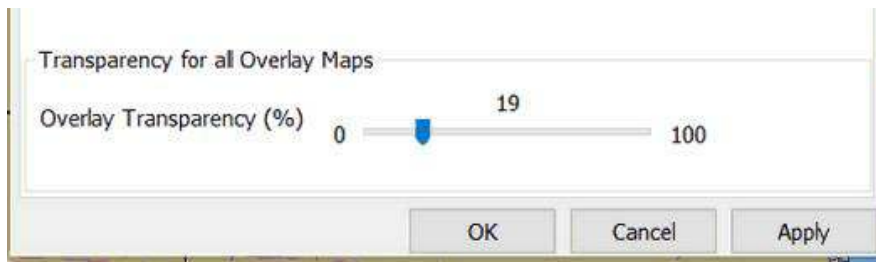 Transparency for all Overlay Maps
19
Overlay Transparency (%) 0 100
OK Cancel Apply